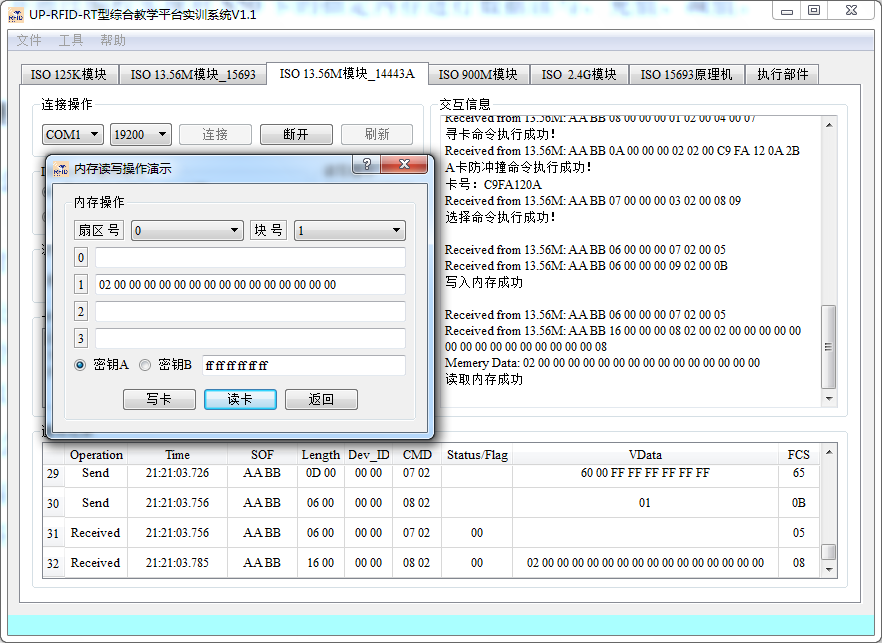 UP-RFID-RT型综合教学平台实训系统V1.1
文件 工具 帮助
ISO 125K模块 ISO 13.56M模块_15693 ISO 13.56M模块_14443A ISO 900M模块 ISO 2.4G模块 ISO 15693原理机 执行部件
连接操作
COM1 19200 连接 断开 刷新
内存读写操作演示
内存操作
扇区 号 0 块 号 1
0
1 02 00 00 00 00 00 00 00 00 00 00 00 00 00 00 00
2
3
密钥A 密钥B ffffffffffff
写卡 读卡 返回
交互信息
Received from 13.56M: AA BB 08 00 00 00 01 02 00 04 00 07
寻卡命令执行成功!
Received from 13.56M: AA BB 0A 00 00 00 02 02 00 C9 FA 12 0A 2B
A卡防冲撞命令执行成功!
卡号：C9FA120A
Received from 13.56M: AA BB 07 00 00 00 03 02 00 08 09
选择命令执行成功!
Received from 13.56M: AA BB 06 00 00 00 07 02 00 05
Received from 13.56M: AA BB 06 00 00 00 09 02 00 0B
写入内存成功
Received from 13.56M: AA BB 06 00 00 00 07 02 00 05
Received from 13.56M: AA BB 16 00 00 00 08 02 00 02 00 00 00 00 00
00 00 00 00 00 00 00 00 00 00 08
Memery Data: 02 00 00 00 00 00 00 00 00 00 00 00 00 00 00 00
读取内存成功
Operation Time SOF Length Dev_ID CMD Status/Flag VData FCS
29 Send 21:21:03.726 AA BB 0D 00 00 00 07 02 60 00 FF FF FF FF FF FF 65
30 Send 21:21:03.756 AA BB 06 00 00 00 08 02 01 0B
31 Received 21:21:03.756 AA BB 06 00 00 00 07 02 00 05
32 Received 21:21:03.785 AA BB 16 00 00 00 08 02 00 02 00 00 00 00 00 00 00 00 00 00 00 00 00 00 00 08